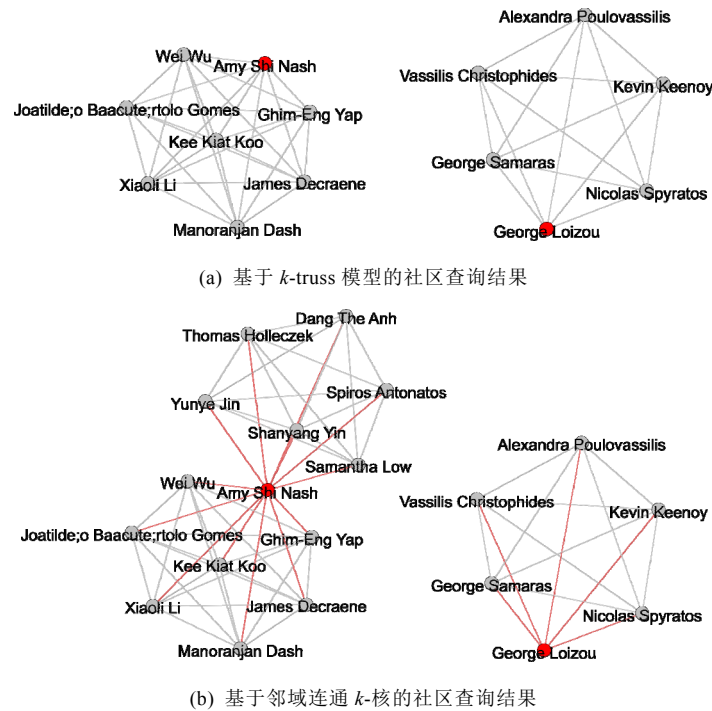 Alexandra Poulovassilis
Wei Wu
Amy Shi Nash
Vassilis Christophides
Kevin Keenoy
Joatilde;o Baacute;rtolo Gomes
Ghim-Eng Yap
Kee Kiat Koo
George Samaras
Xiaoli Li
James Decraene
Nicolas Spyratos
Manoranjan Dash
George Loizou
(a) 基于 k-truss 模型的社区查询结果
Dang The Anh
Thomas Holleczek
Spiros Antonatos
Yunye Jin
Shanyang Yin
Alexandra Poulovassilis
Samantha Low
Wei Wu
Amy Shi Nash
Vassilis Christophides
Kevin Keenoy
Joatilde;o Baacute;rtolo Gomes
Ghim-Eng Yap
Kee Kiat Koo
George Samaras
Xiaoli Li
James Decraene
Nicolas Spyratos
Manoranjan Dash
George Loizou
(b) 基于邻域连通 k-核的社区查询结果